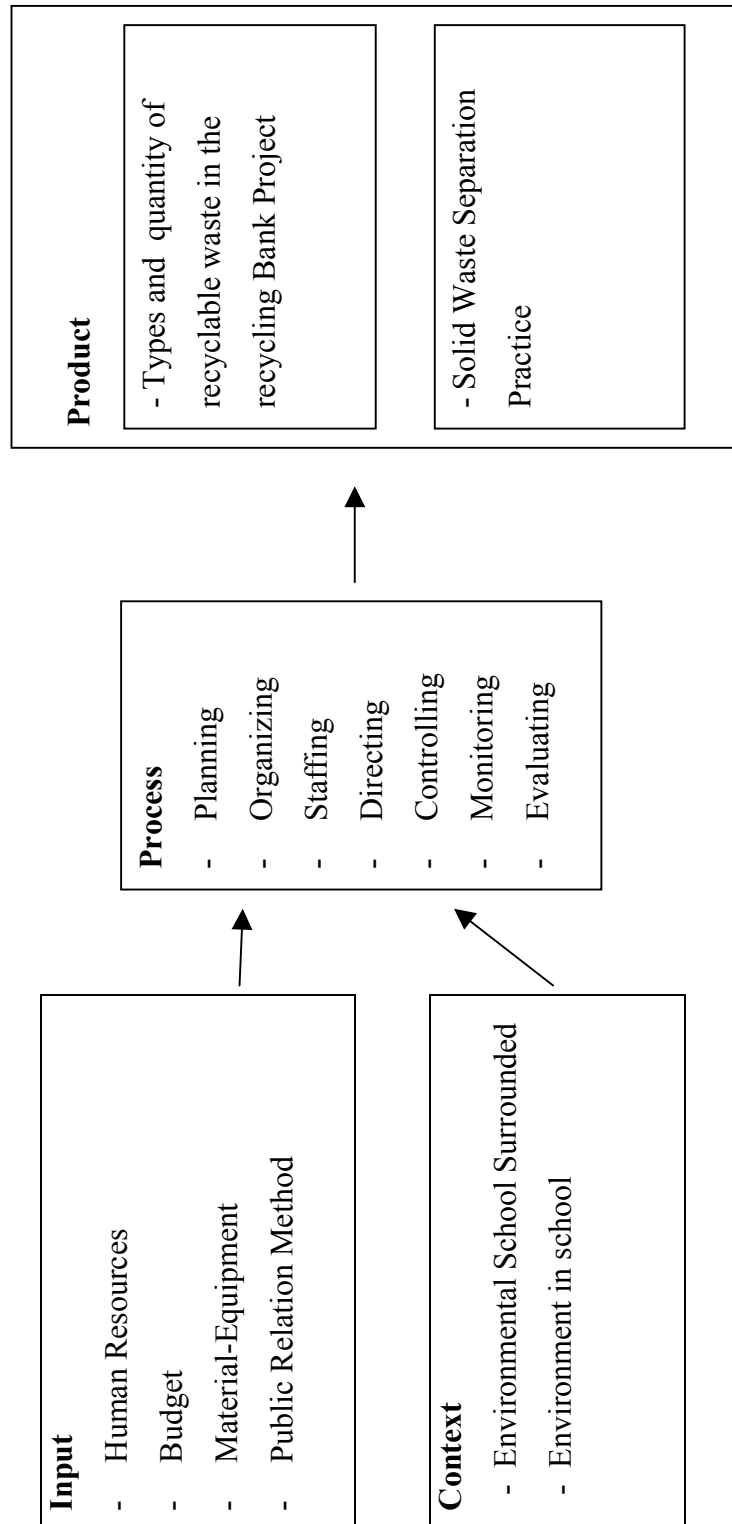 Input
- Human Resources
- Budget
- Material-Equipment
- Public Relation Method
Context
- Environmental School Surrounded
- Environment in school
Process
- Planning
- Organizing
- Staffing
- Directing
- Controlling
- Monitoring
- Evaluating
Product
- Types and quantity of
recyclable waste in the
recycling Bank Project
- Solid Waste Separation
Practice